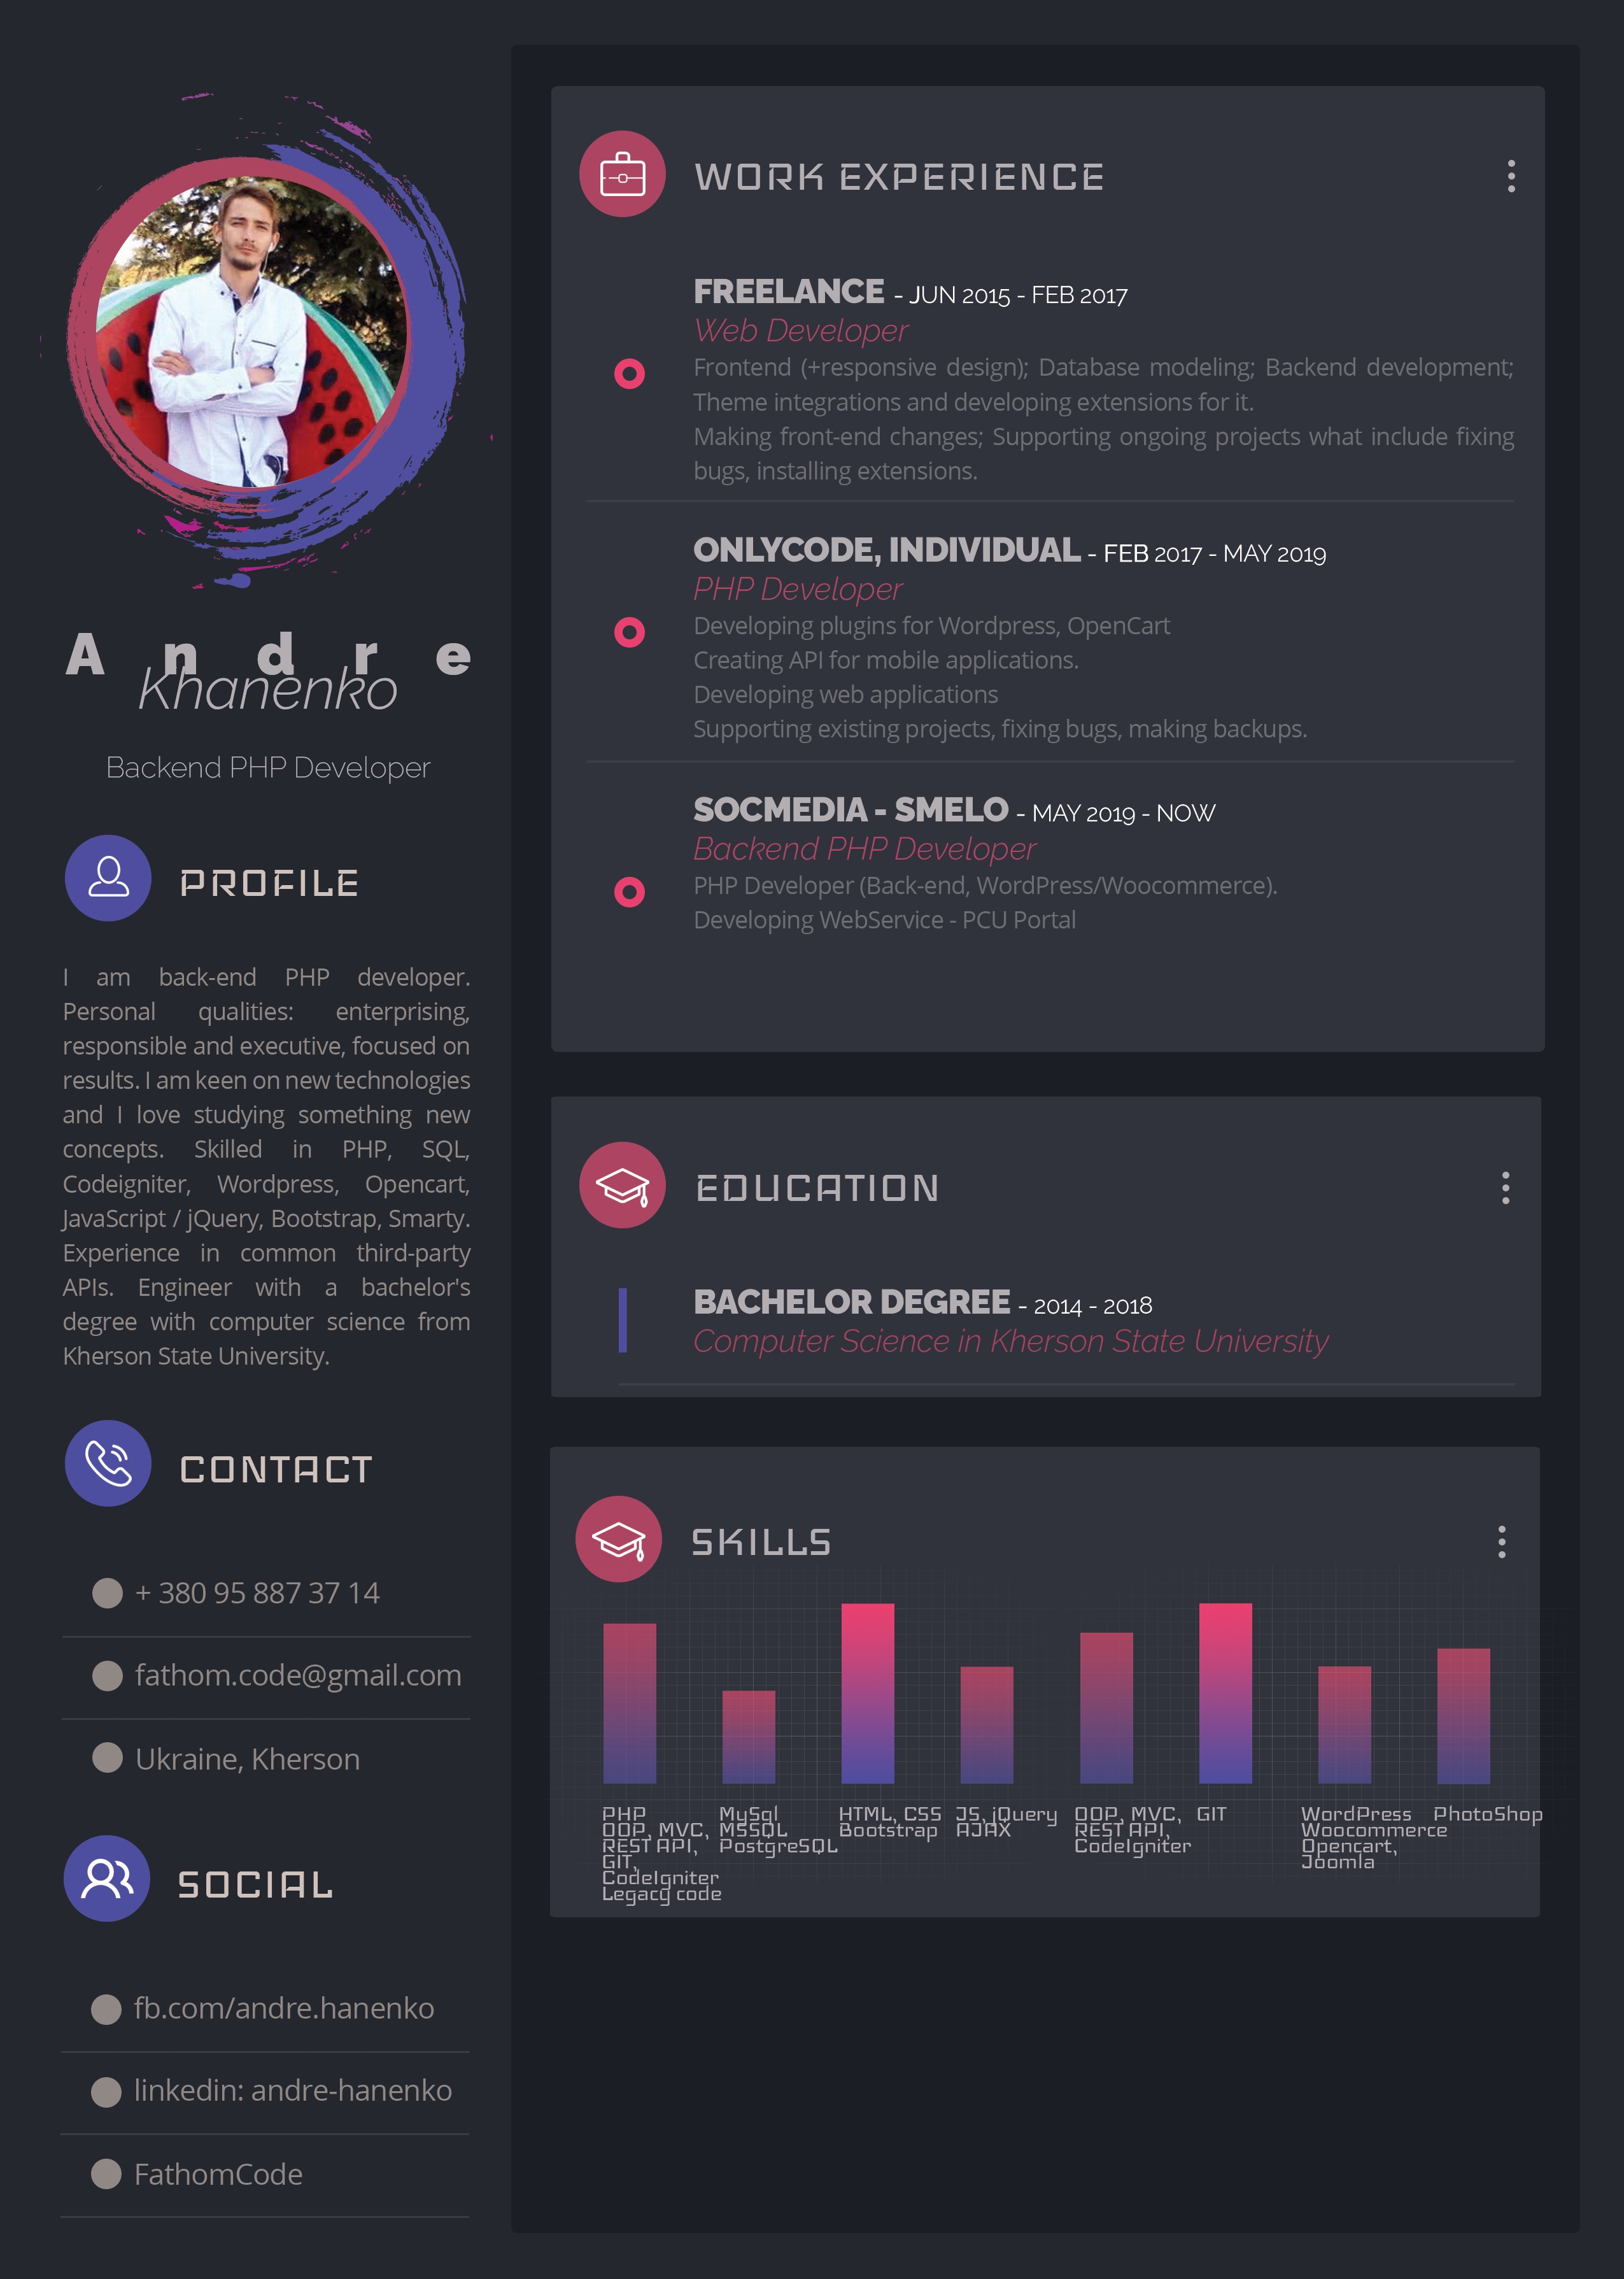 Andre
Khanenko
Backend PHP Developer
PROFILE
I am back-end PHP developer.
Personal qualities: enterprising,
responsible and executive, focused on
results. I am keen on new technologies
and I love studying something new
concepts. Skilled in PHP, SQL,
Codeigniter, Wordpress, Opencart,
JavaScript / jQuery, Bootstrap, Smarty.
Experience in common third-party
APIs. Engineer with a bachelor's
degree with computer science from
Kherson State University.
CONTACT
+ 380 95 887 37 14
fathom.code@gmail.com
Ukraine, Kherson
SOCIAL
fb.com/andre.hanenko
linkedin: andre-hanenko
FathomCode
WORK EXPERIENCE
FREELANCE - JUN 2015 - FEB 2017
Web Developer
Frontend (+responsive design); Database modeling; Backend development;
Theme integrations and developing extensions for it.
Making front-end changes; Supporting ongoing projects what include fixing
bugs, installing extensions.
ONLYCODE, INDIVIDUAL - FEB 2017 - MAY 2019
PHP Developer
Developing plugins for Wordpress, OpenCart
Creating API for mobile applications.
Developing web applications
Supporting existing projects, fixing bugs, making backups.
SOCMEDIA - SMELO - MAY 2019 - NOW
Backend PHP Developer
PHP Developer (Back-end, WordPress/Woocommerce).
Developing WebService - PCU Portal
EDUCATION
BACHELOR DEGREE - 2014 - 2018
Computer Science in Kherson State University
SKILLS
PHP
OOP, MVC,
REST API,
GIT,
CodeIgniter
Legacy code
MySql
MSSQL
PostgreSQL
HTML, CSS
Bootstrap
JS, jQuery
AJAX
OOP, MVC,
REST API,
CodeIgniter
GIT
WordPress
Woocommerce
Opencart,
Joomla
PhotoShop